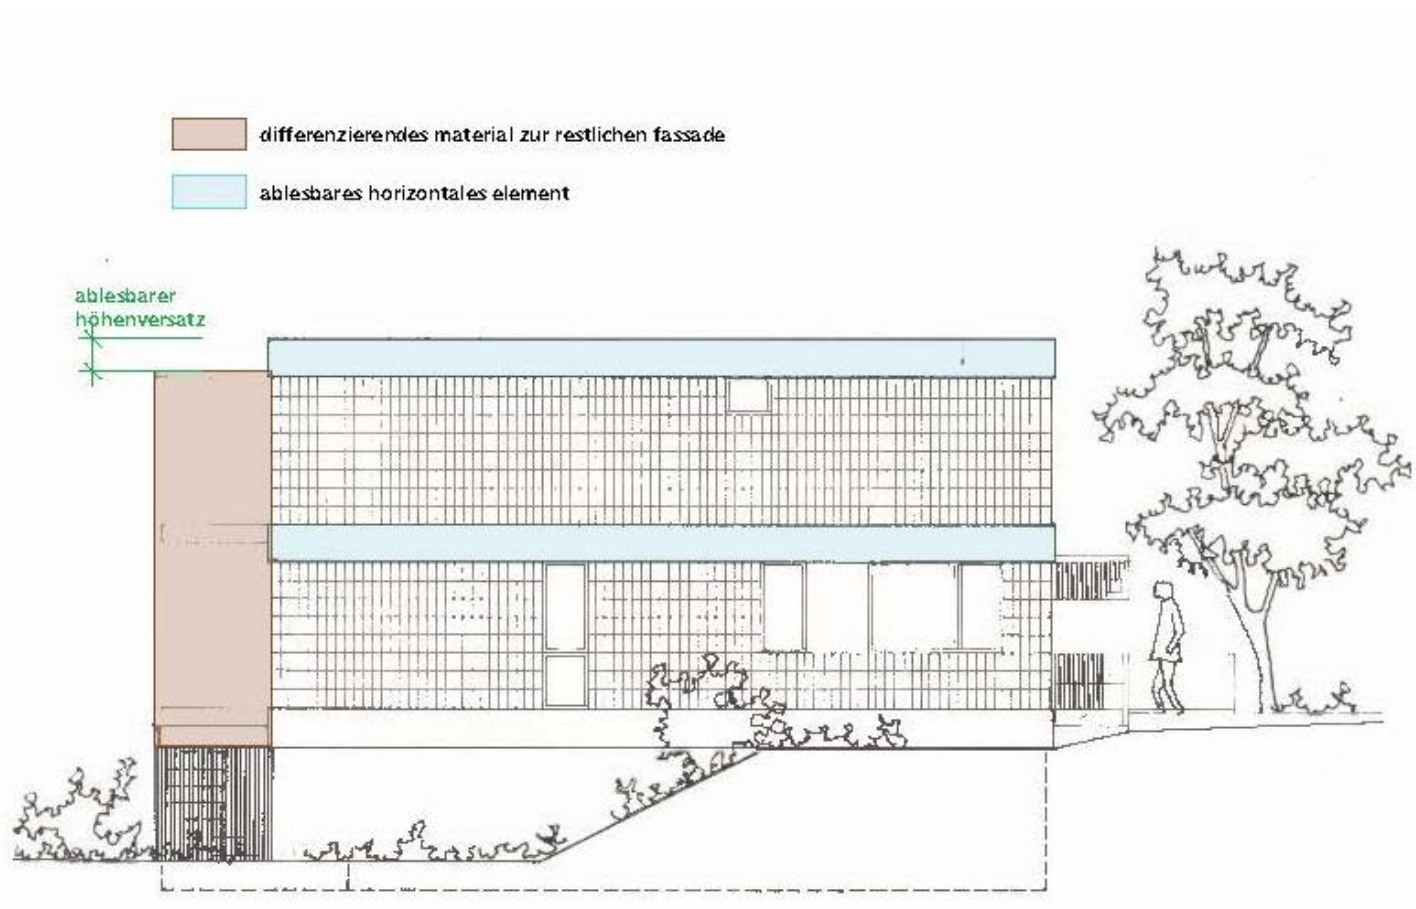 differenzierendes material zur restlichen fassade
ablesbares horizontales element
ablesbarer
höhenversatz